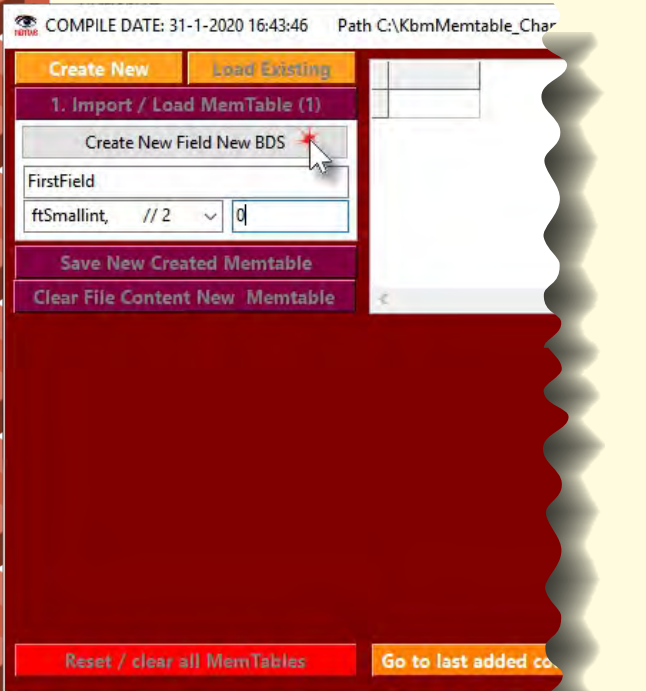 COMPILE DATE: 31-1-2020 16:43:46 Path C:\KbmMemtable_Char
Create New Load Existing
1. Import / Load MemTable (1)
Create New Field New BDS
FirstField
ftSmallint, // 2 0
Save New Created Memtable
Clear File Content New Memtable
Reset / clear all MemTables Go to last added co